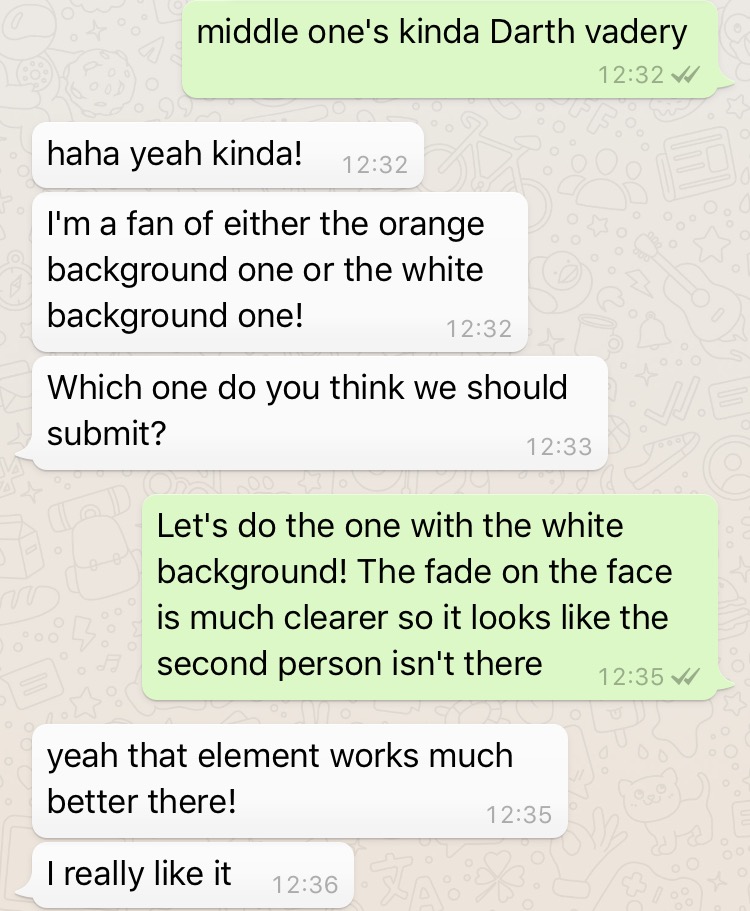 middle one's kinda Darth vadery
12:32
haha yeah kinda! 12:32
I'm a fan of either the orange
background one or the white
background one! 12:32
Which one do you think we should
submit? 12:33
Let's do the one with the white
background! The fade on the face
is much clearer so it looks like the
second person isn't there 12:35
yeah that element works much
better there! 12:35
I really like it 12:36